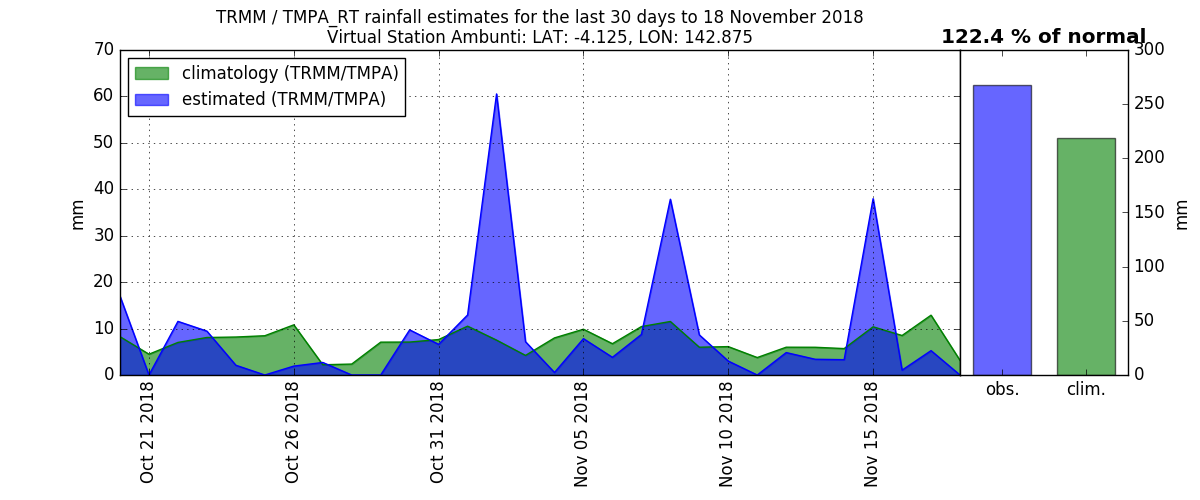 TRMM / TMPA_RT rainfall estimates for the last 30 days to 18 November 2018
Virtual Station Ambunti: LAT: -4.125, LON: 142.875
122.4 % of normal
climatology (TRMM/TMPA)
estimated (TRMM/TMPA)
mm
70
60
50
40
30
20
10
0
Oct 21 2018
Oct 26 2018
Oct 31 2018
Nov 05 2018
Nov 10 2018
Nov 15 2018
obs.
clim.
300
250
200
150
100
50
0
mm